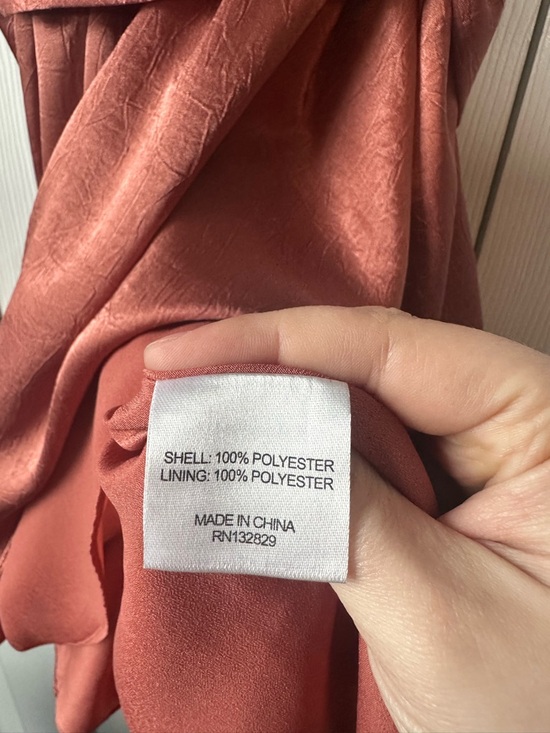 SHELL: 100% POLYESTER
LINING: 100% POLYESTER
MADE IN CHINA
RN132829